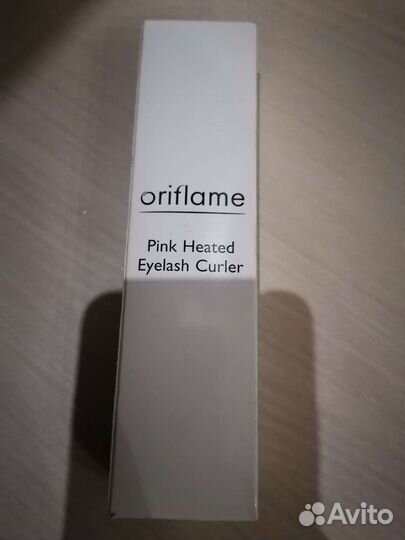 oriflame
Pink Heated
Eyelash Curler
Avito